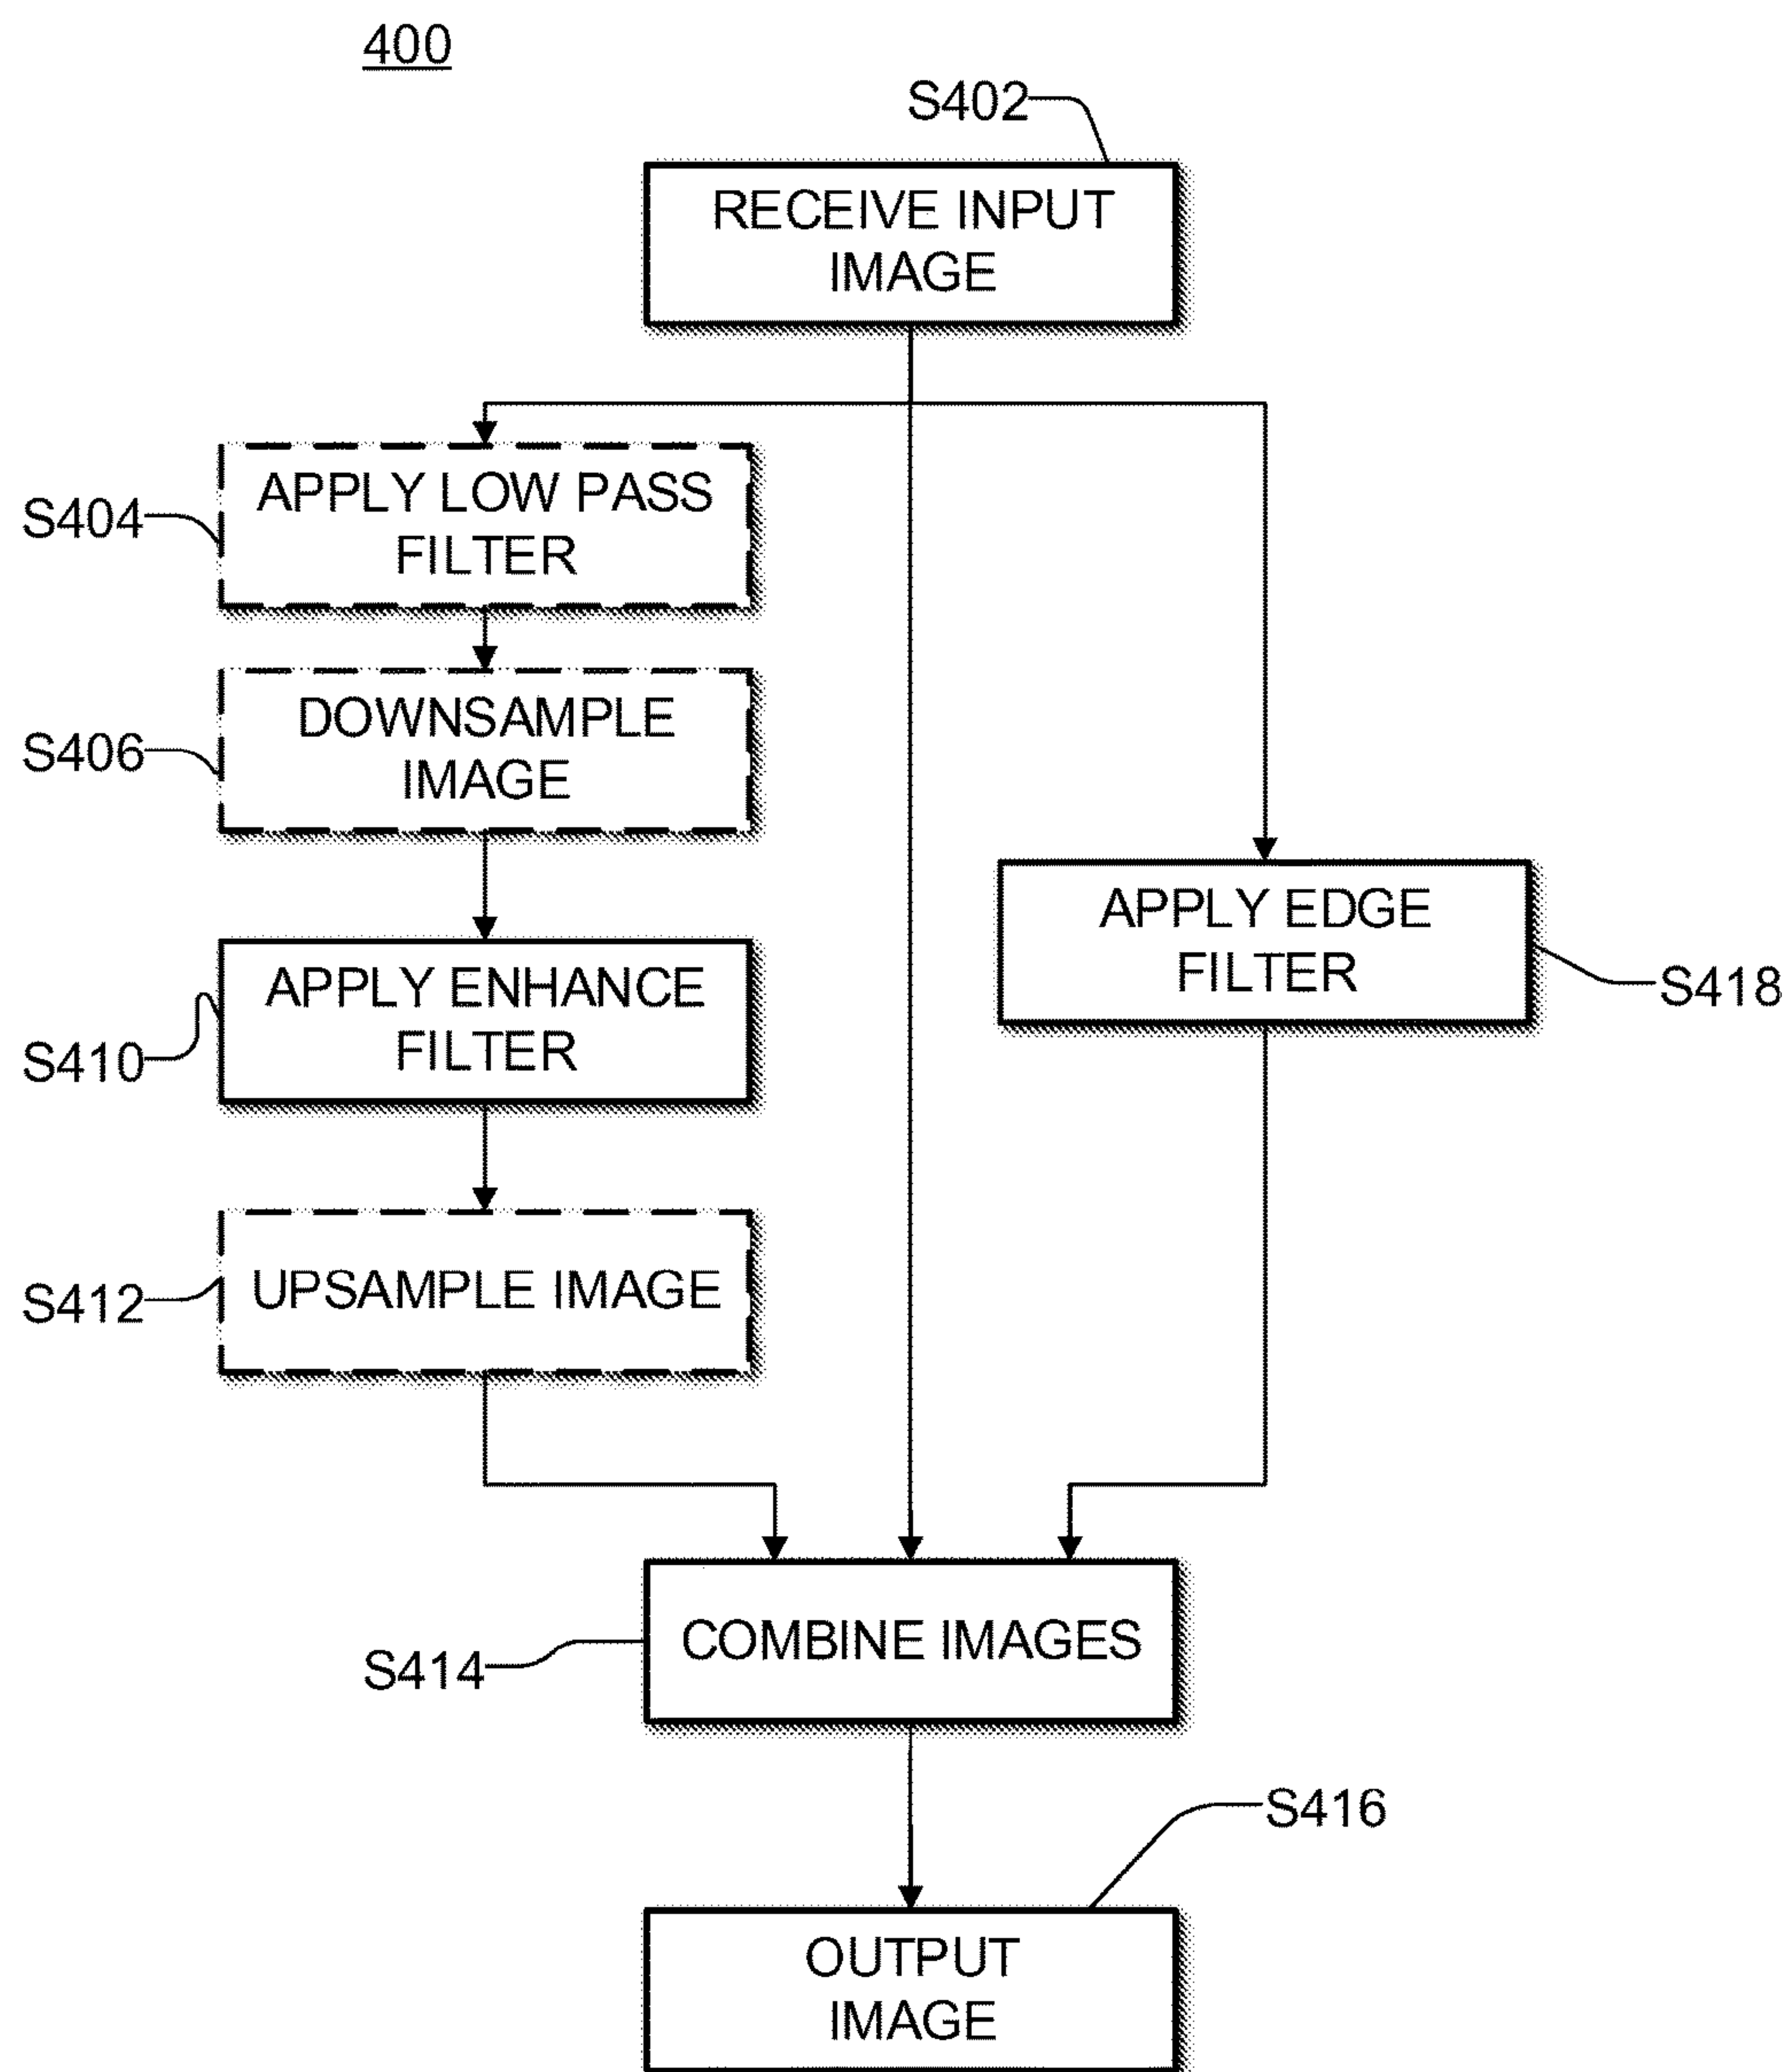 400
S402
RECEIVE INPUT
IMAGE
S404
APPLY LOW PASS
FILTER
S406
DOWNSAMPLE
IMAGE
APPLY EDGE
FILTER
S418
S410
APPLY ENHANCE
FILTER
S412
UPSAMPLE IMAGE
S414
COMBINE IMAGES
S416
OUTPUT
IMAGE